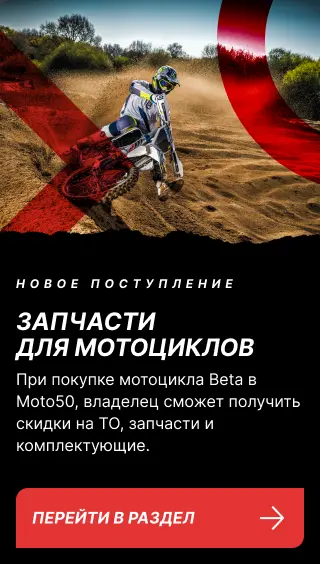 НОВОЕ ПОСТУПЛЕНИЕ
ЗАПЧАСТИ
ДЛЯ МОТОЦИКЛОВ
При покупке мотоцикла Beta в
Moto50, владелец сможет получить
скидки на ТО, запчасти и
комплектующие.
ПЕРЕЙТИ В РАЗДЕЛ